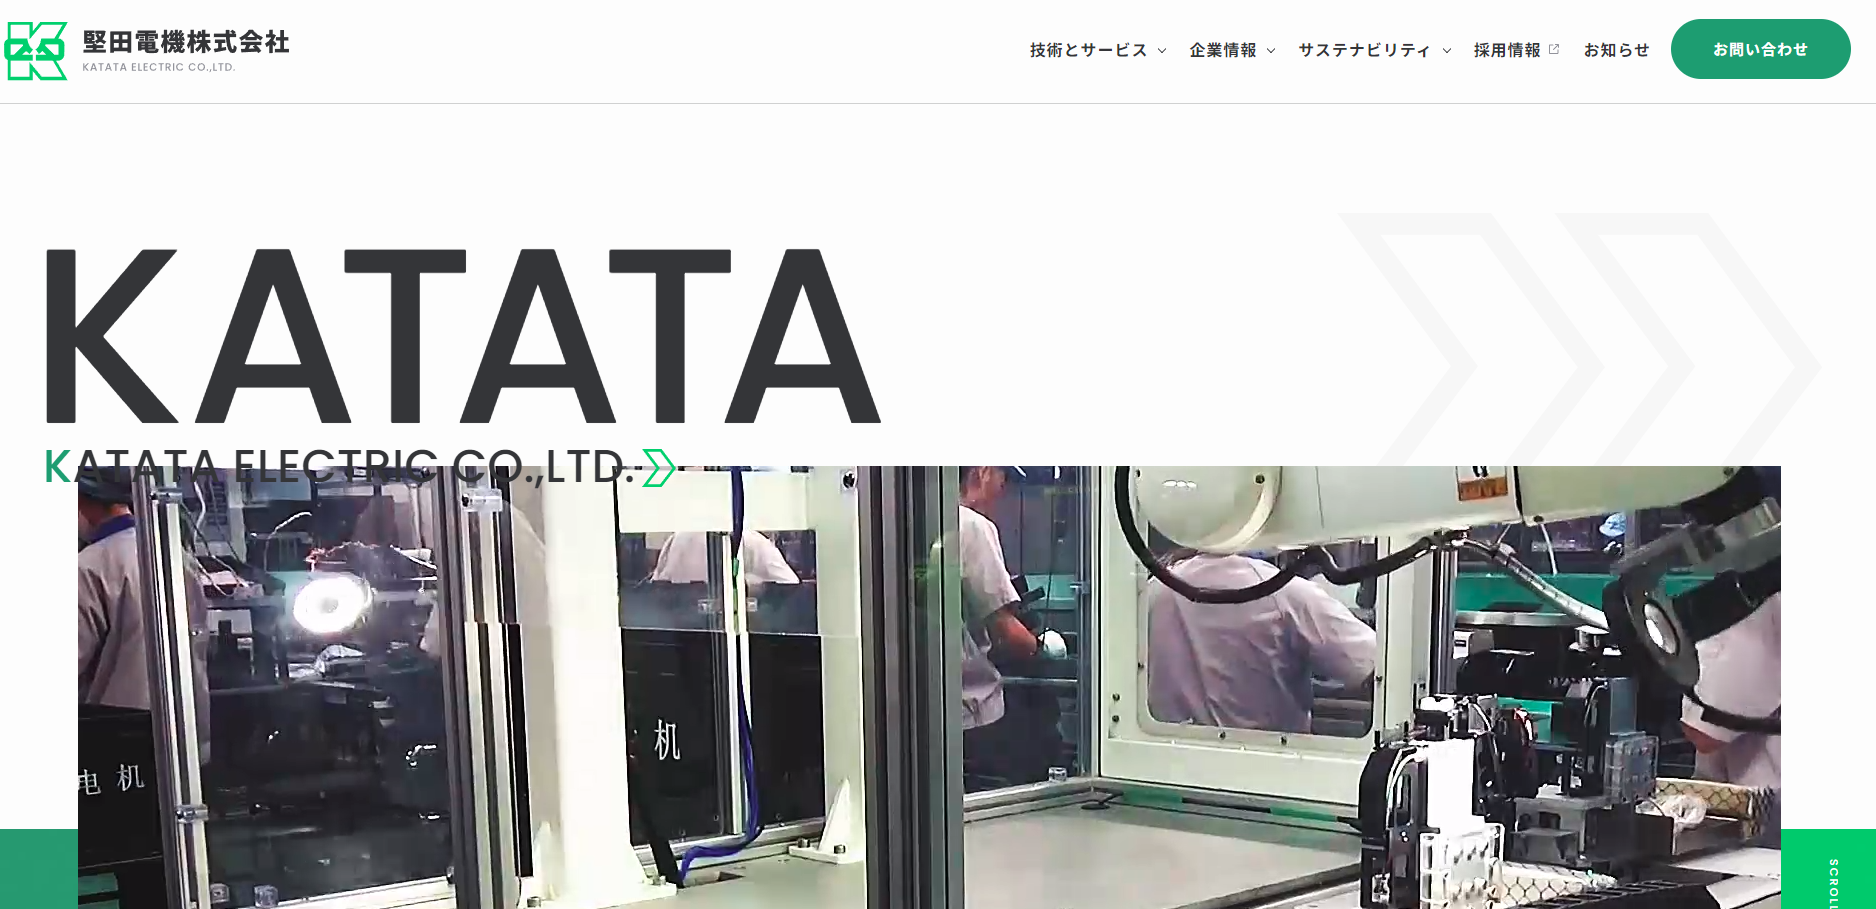 堅田電機株式会社
KATATA ELECTRIC CO.,LTD.
技術とサービス
企業情報
サステナビリティ
採用情報
お知らせ
お問い合わせ
KATATA
KATATA ELECTRIC CO.,LTD.
机
电机
SCROLL